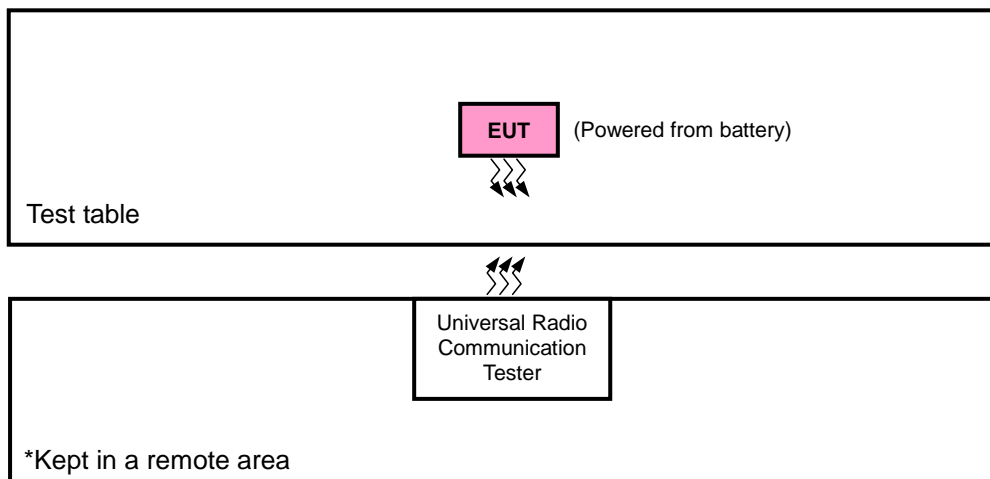 EUT
(Powered from battery)
Test table
Universal Radio
Communication
Tester
*Kept in a remote area